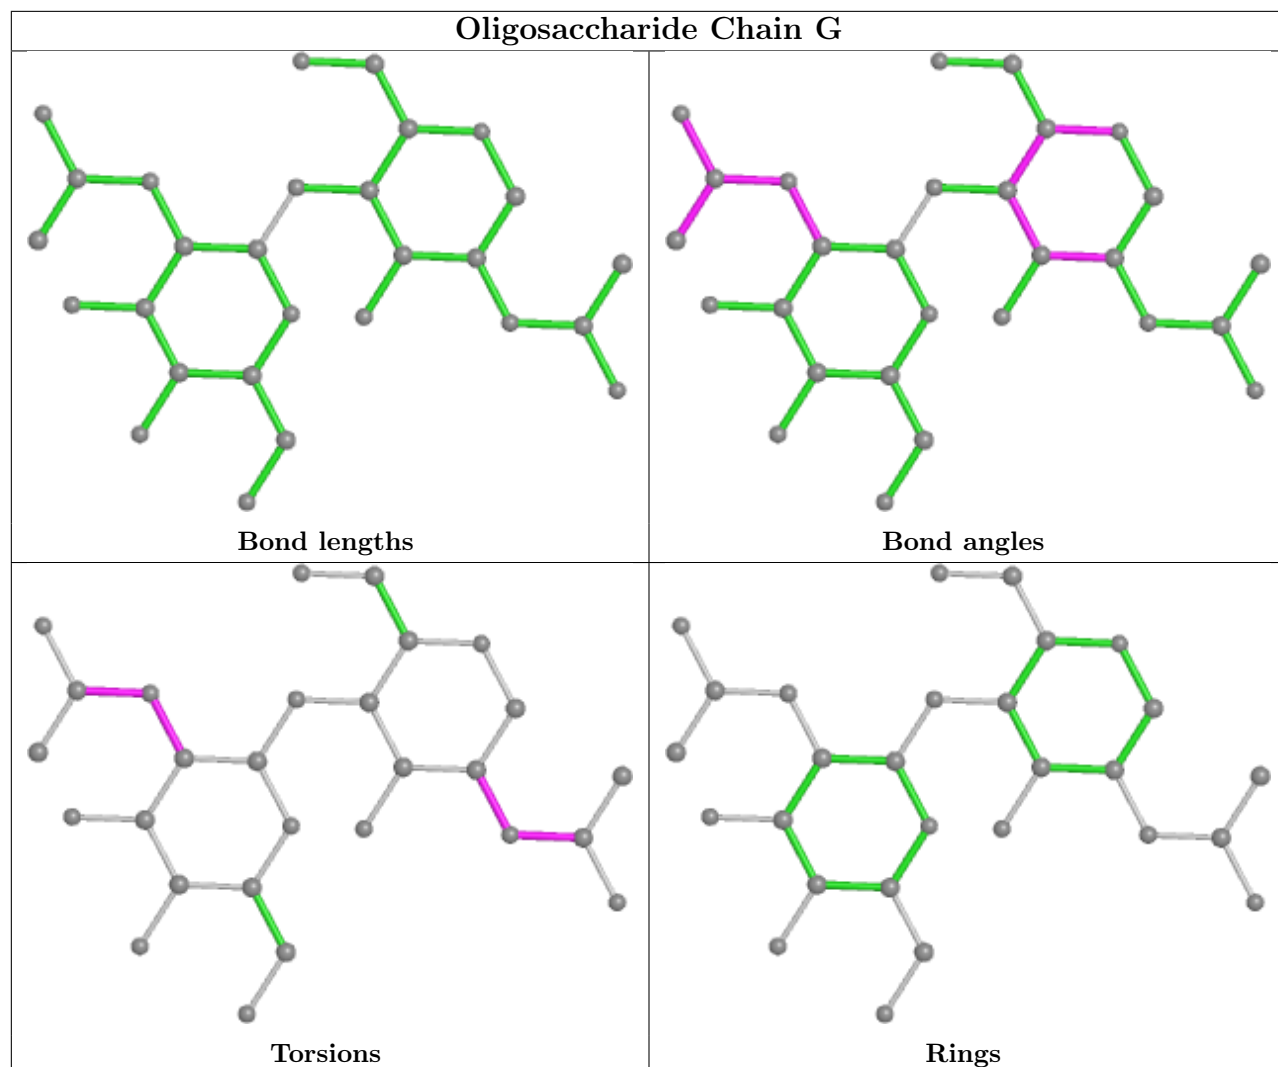 Oligosaccharide Chain G
Bond lengths
Bond angles
Torsions
Rings